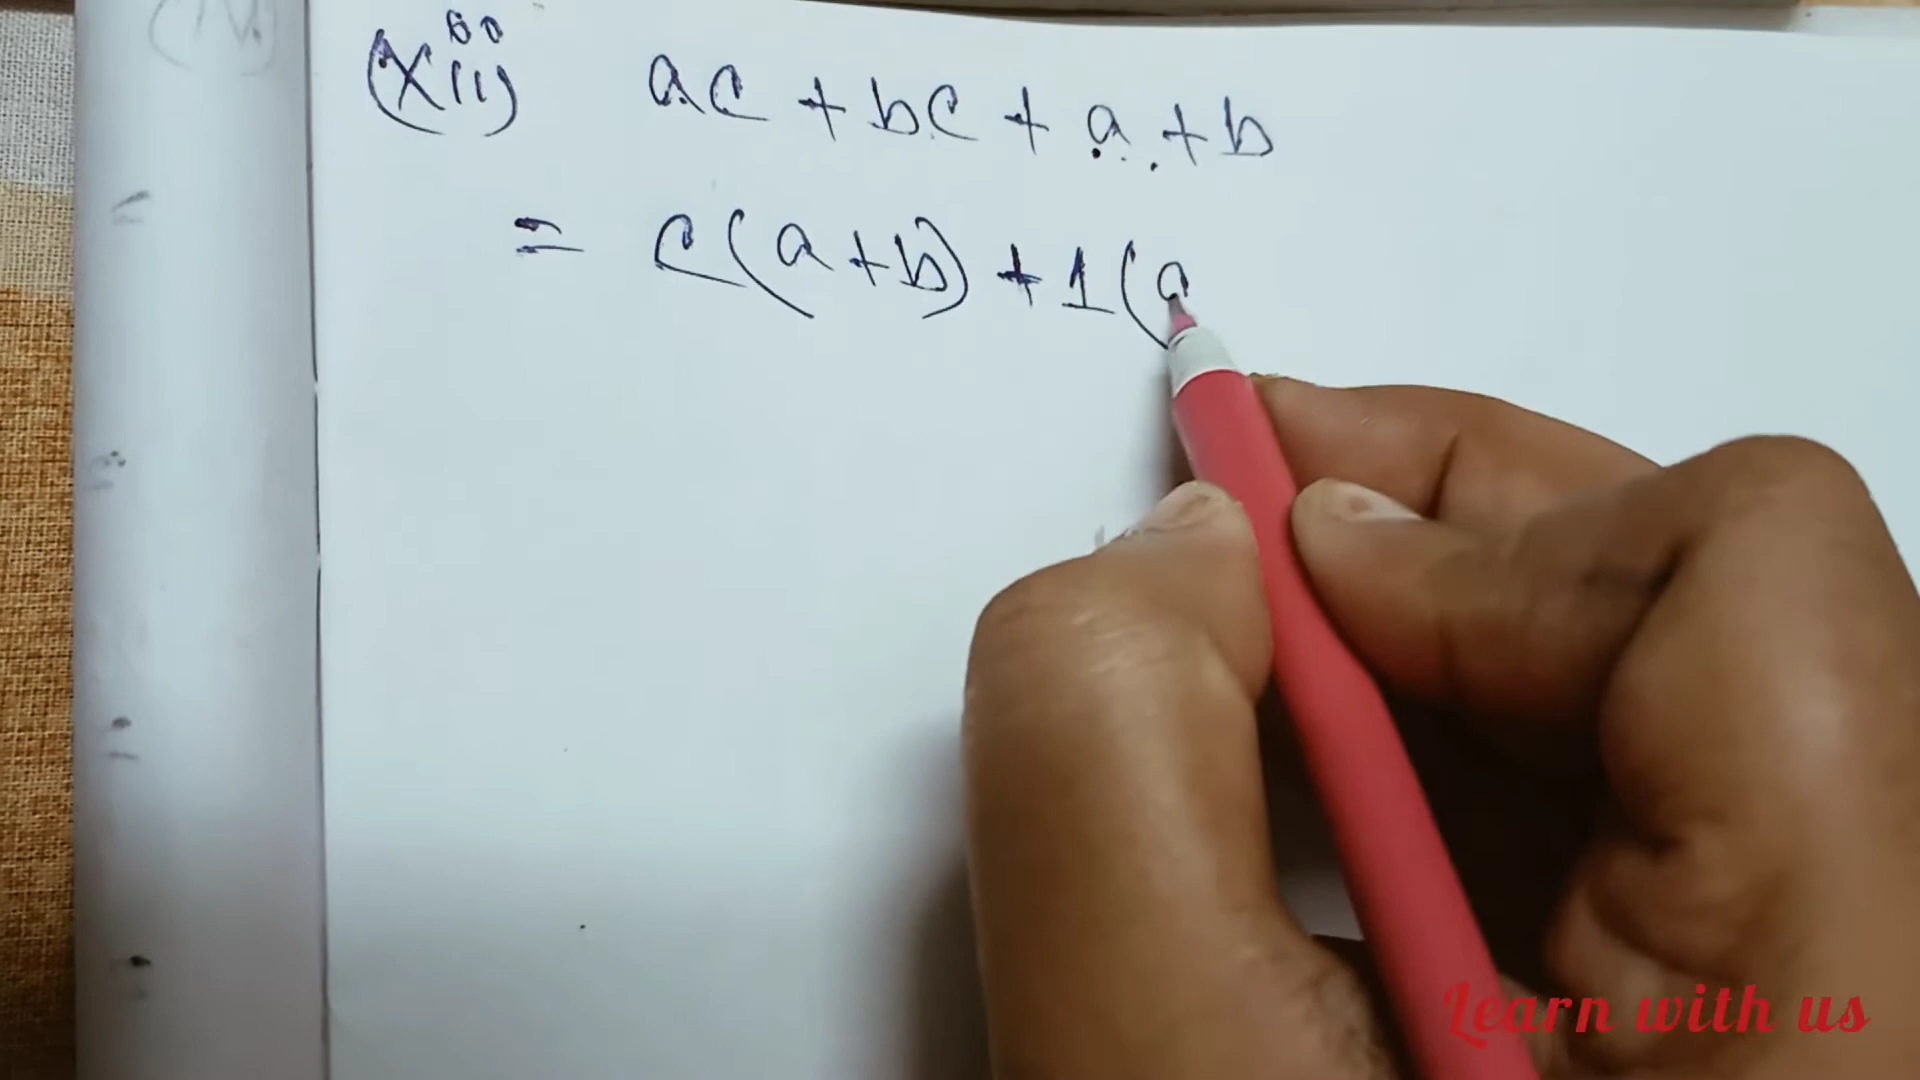 (xii) ac + bc + a + b
= c(a+b) +1(a
Learn with us